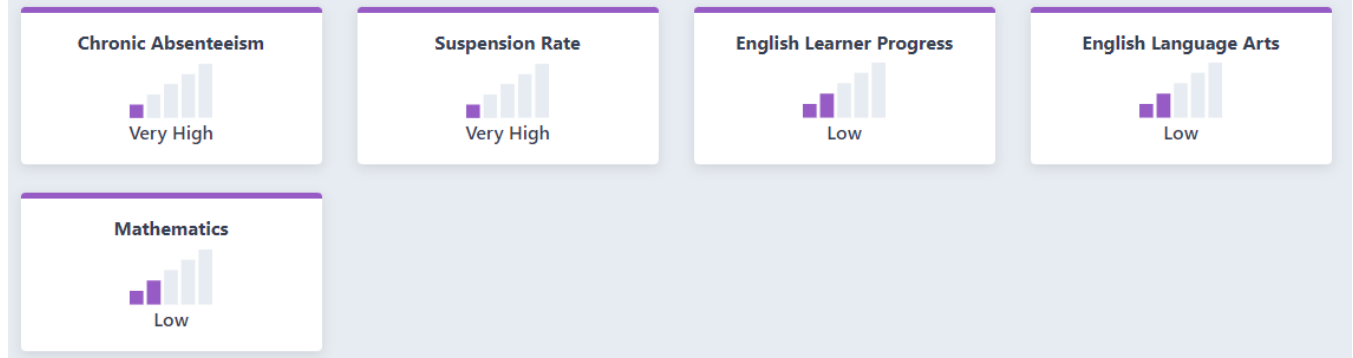 Chronic Absenteeism
Very High
Suspension Rate
Very High
English Learner Progress
Low
English Language Arts
Low
Mathematics
Low